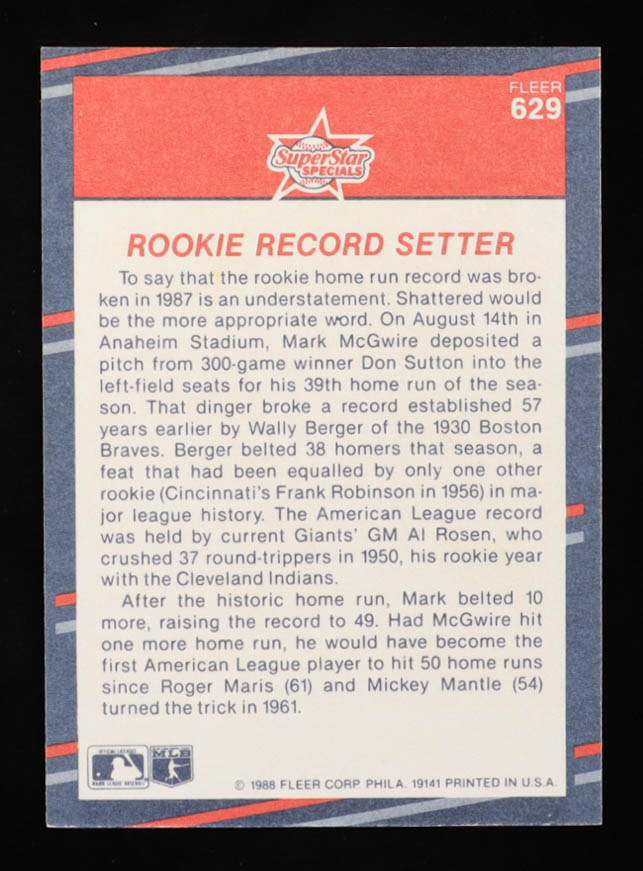 FLEER
629
SuperStar
SPECIALS
ROOKIE RECORD SETTER
To say that the rookie home run record was bro-
ken in 1987 is an understatement. Shattered would
be the more appropriate word. On August 14th in
Anaheim Stadium, Mark McGwire deposited a
pitch from 300-game winner Don Sutton into the
left-field seats for his 39th home run of the sea-
son. That dinger broke a record established 57
years earlier by Wally Berger of the 1930 Boston
Braves. Berger belted 38 homers that season, a
feat that had been equalled by only one other
rookie (Cincinnati's Frank Robinson in 1956) in ma-
jor league history. The American League record
was held by current Giants' GM Al Rosen, who
crushed 37 round-trippers in 1950, his rookie year
with the Cleveland Indians.
After the historic home run, Mark belted 10
more, raising the record to 49. Had McGwire hit
one more home run, he would have become the
first American League player to hit 50 home runs
since Roger Maris (61) and Mickey Mantle (54)
turned the trick in 1961.
OFFICIAL LICENSEE
MAJOR LEAGUE BASEBALL
MLB
© 1988 FLEER CORP. PHILA. 19141 PRINTED IN U.S.A.